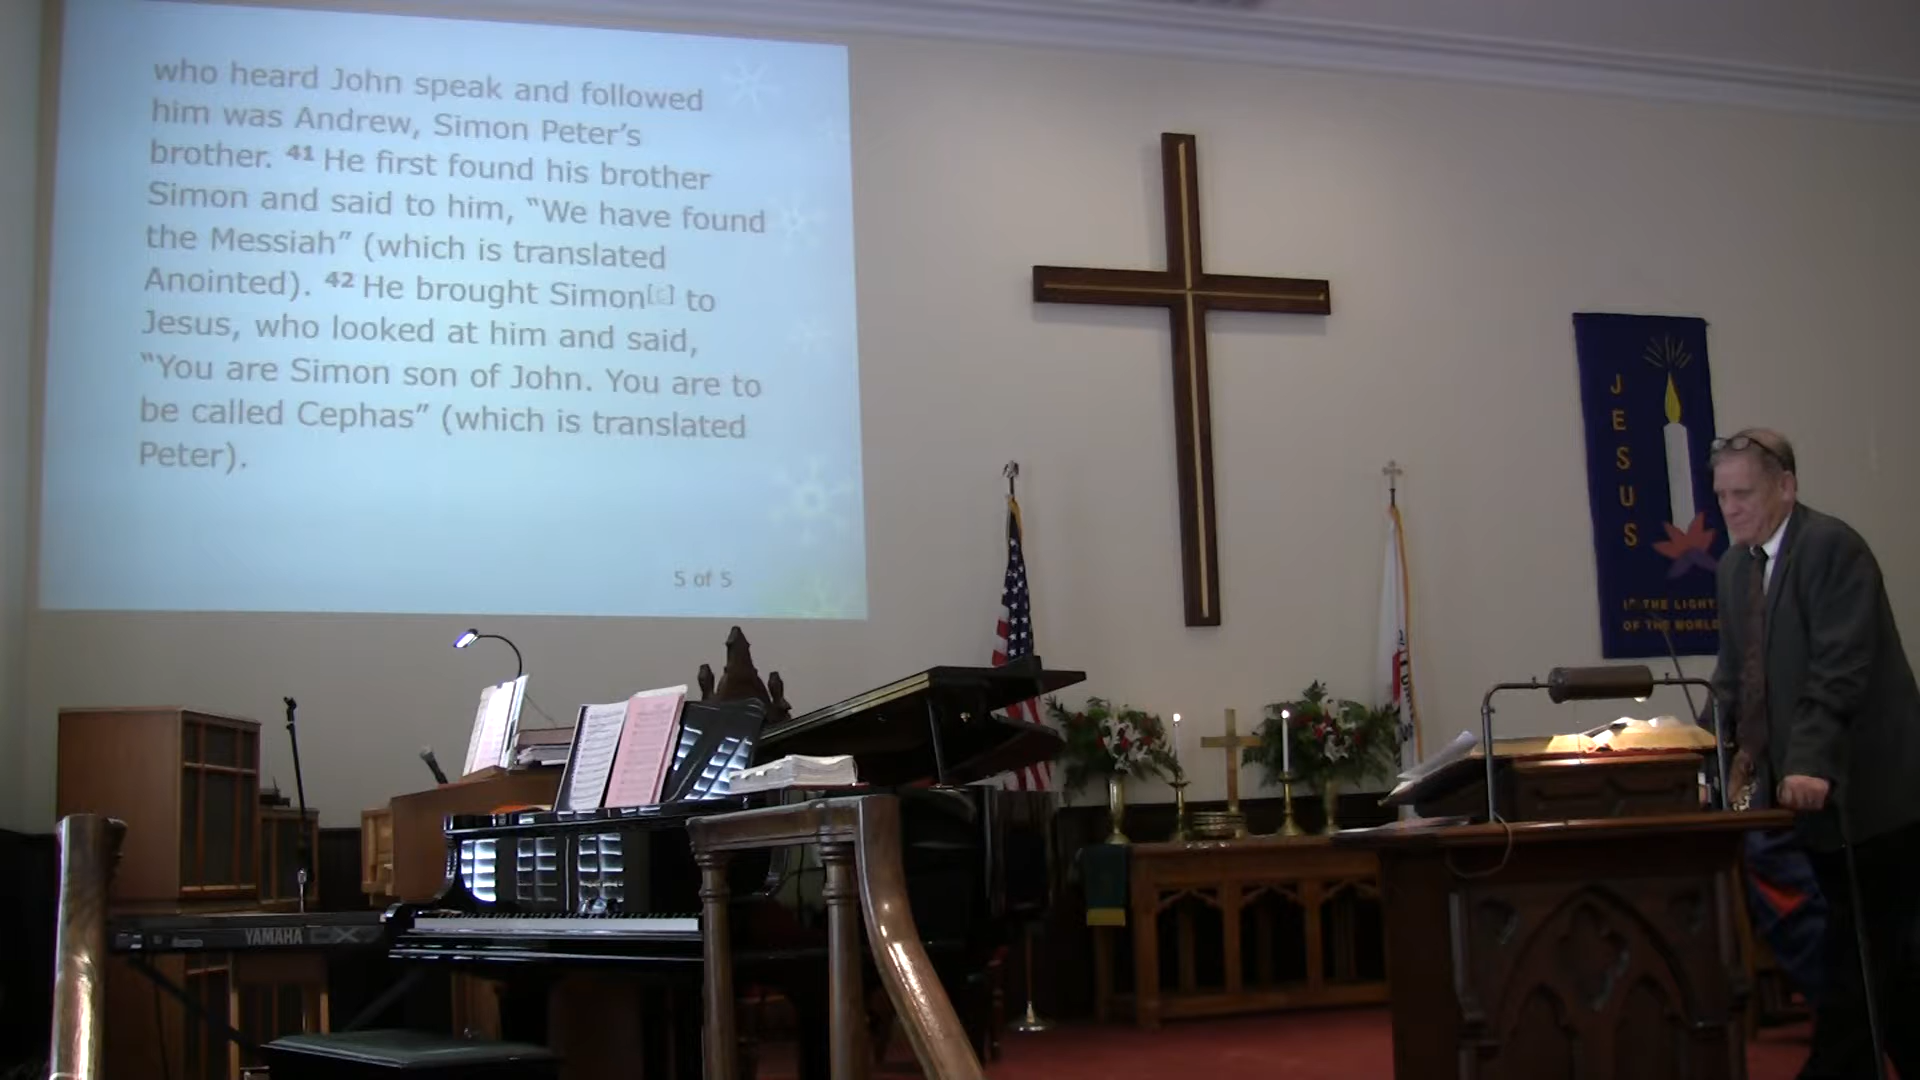 who heard John speak and followed
him was Andrew, Simon Peter’s
brother. 41 He first found his brother
Simon and said to him, “We have found
the Messiah” (which is translated
Anointed). 42 He brought Simon[c] to
Jesus, who looked at him and said,
“You are Simon son of John. You are to
be called Cephas” (which is translated
Peter).
5 of 5
JESUS
THE LIGHT
OF THE WORLD
YAMAHA